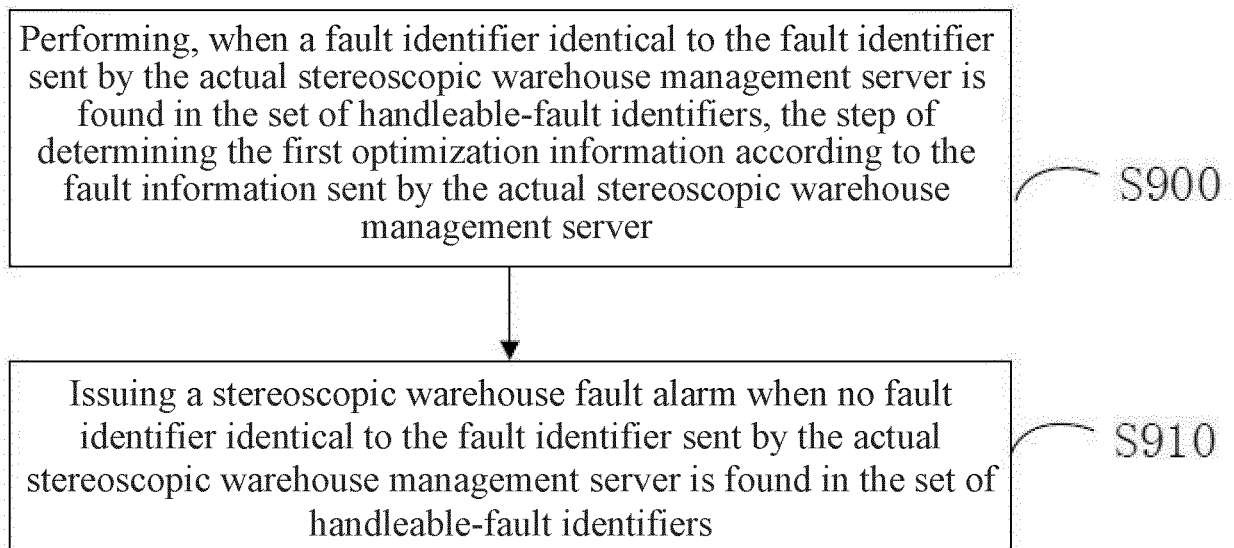 Performing, when a fault identifier identical to the fault identifier
sent by the actual stereoscopic warehouse management server is
found in the set of handleable-fault identifiers, the step of
determining the first optimization information according to the
fault information sent by the actual stereoscopic warehouse
management server
S900
Issuing a stereoscopic warehouse fault alarm when no fault
identifier identical to the fault identifier sent by the actual
stereoscopic warehouse management server is found in the set of
handleable-fault identifiers
S910